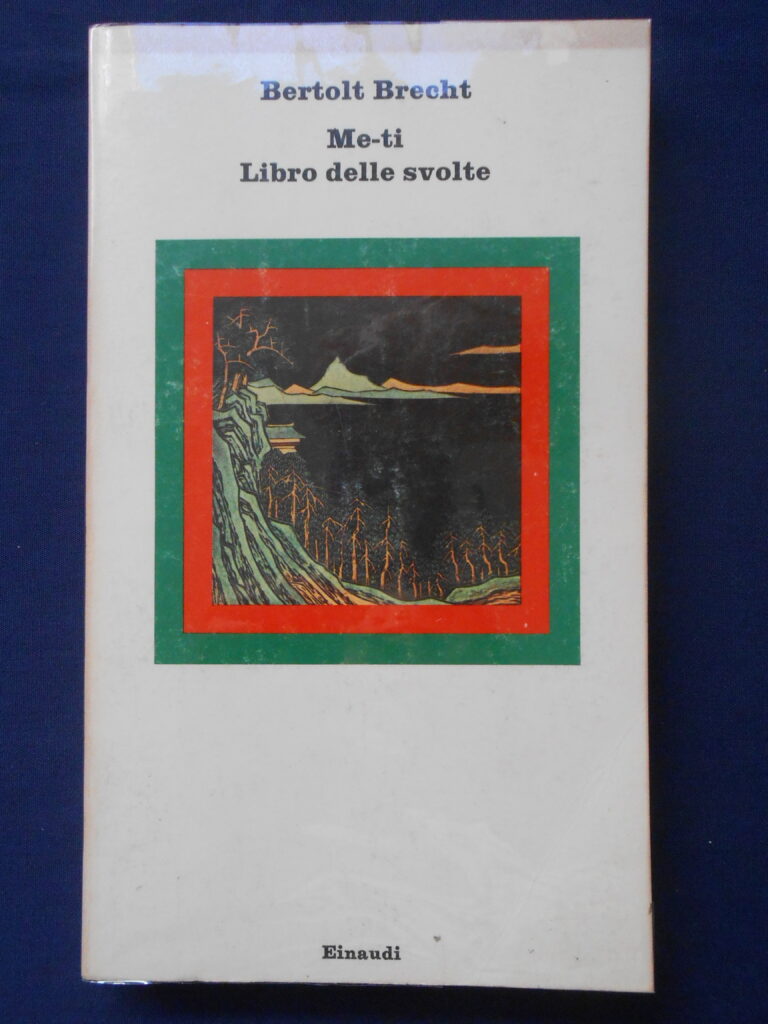 Bertolt Brecht
Me-ti
Libro delle svolte
Einaudi